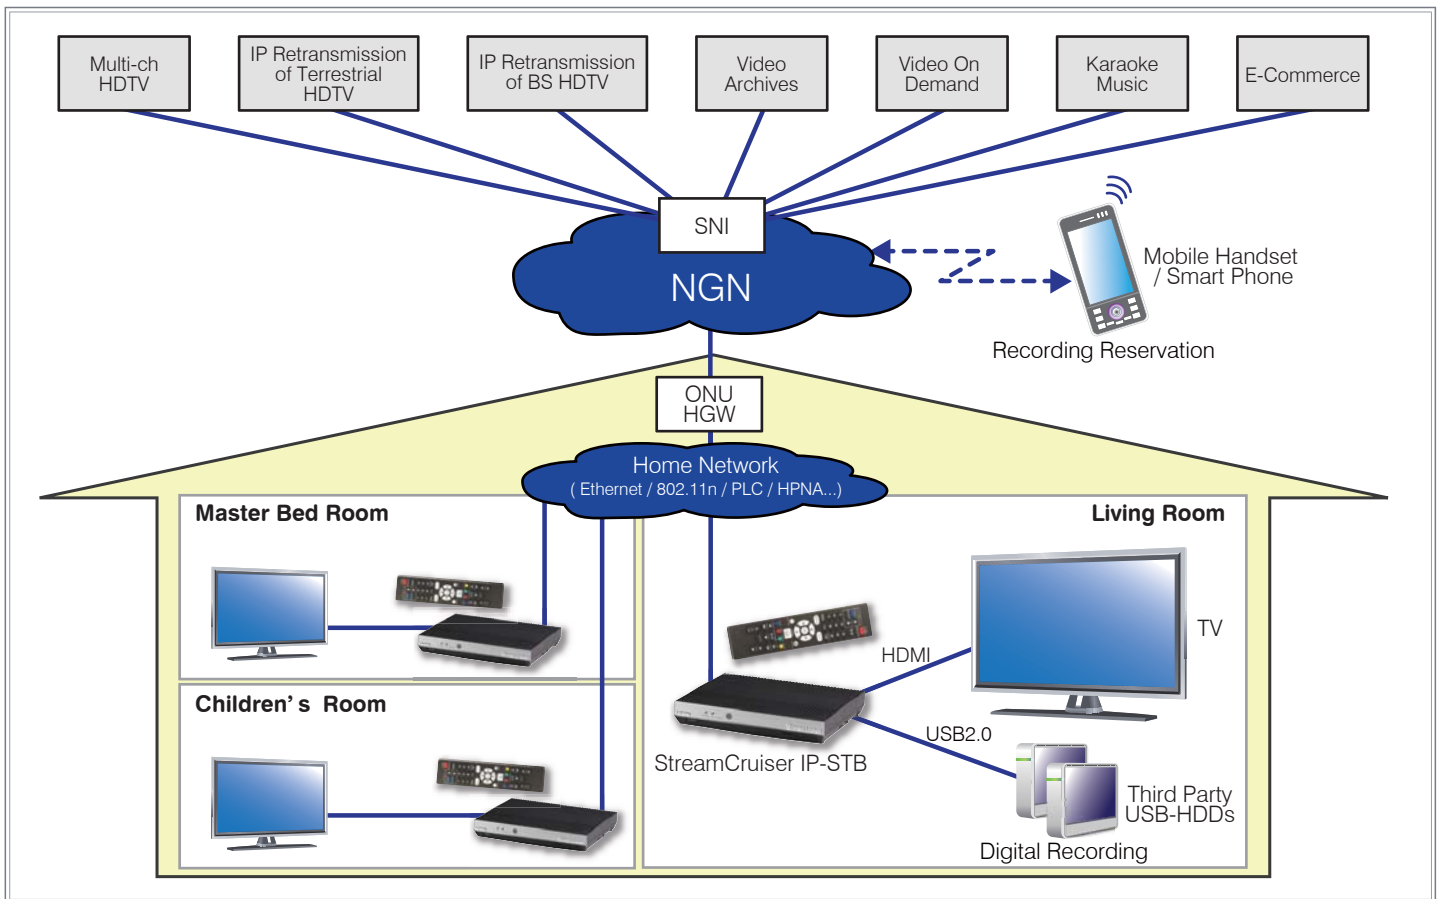 Multi-ch
HDTV
IP Retransmission
of Terrestrial
HDTV
IP Retransmission
of BS HDTV
Video
Archives
Video On
Demand
Karaoke
Music
E-Commerce
SNI
NGN
Mobile Handset
/ Smart Phone
Recording Reservation
ONU
HGW
Home Network
( Ethernet / 802.11n / PLC / HPNA...)
Master Bed Room
Living Room
TV
HDMI
Children's Room
USB2.0
StreamCruiser IP-STB
Third Party
USB-HDDs
Digital Recording